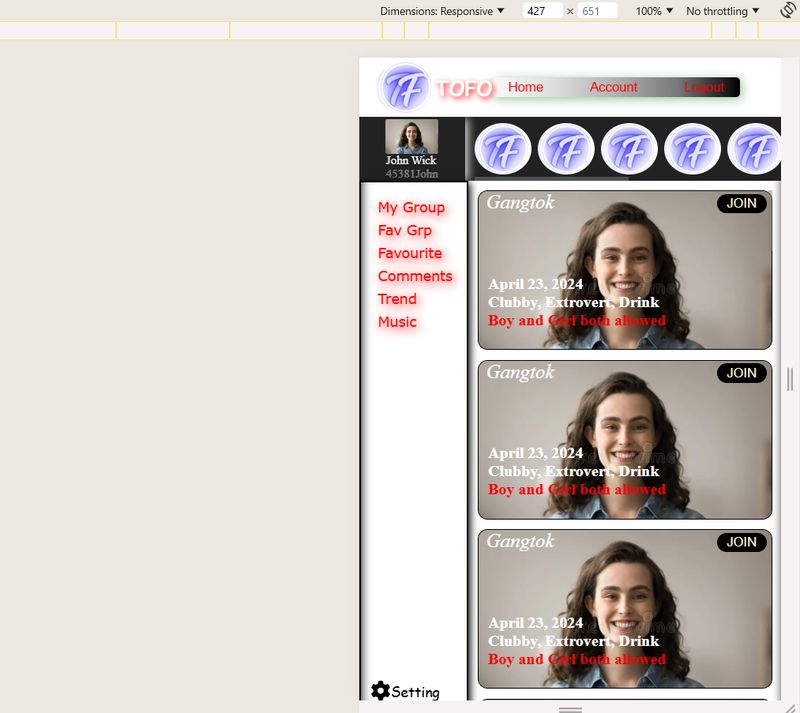 Dimensions: Responsive ▼ 427 × 651 100% ▼ No throttling ▼
TF TOFO Home Account Logout
TF TF TF TF TF
John Wick
45381John
My Group
Fav Grp
Favourite
Comments
Trend
Music
Setting
Gangtok JOIN
April 23, 2024
Clubby, Extrovert, Drink
Boy and Girl both allowed
Gangtok JOIN
April 23, 2024
Clubby, Extrovert, Drink
Boy and Girl both allowed
Gangtok JOIN
April 23, 2024
Clubby, Extrovert, Drink
Boy and Girl both allowed